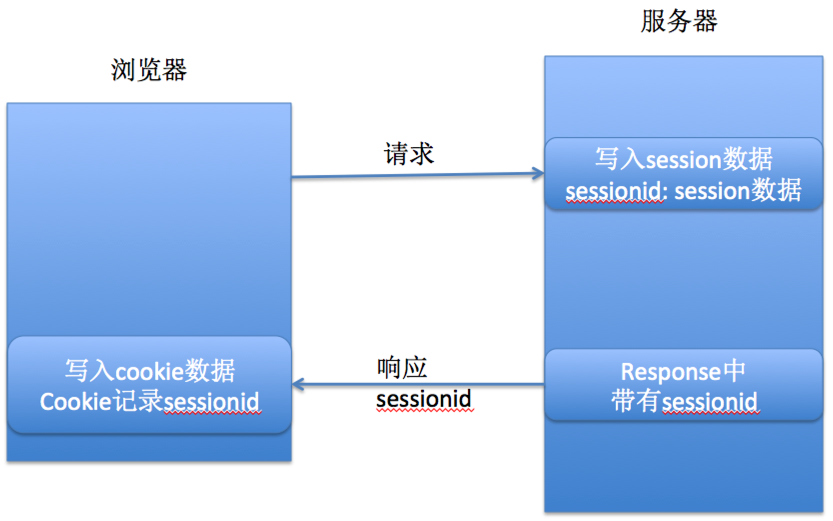 服务器
浏览器
请求
写入session数据
sessionid: session数据
写入cookie数据
Cookie记录sessionid
响应
sessionid
Response中
带有sessionid